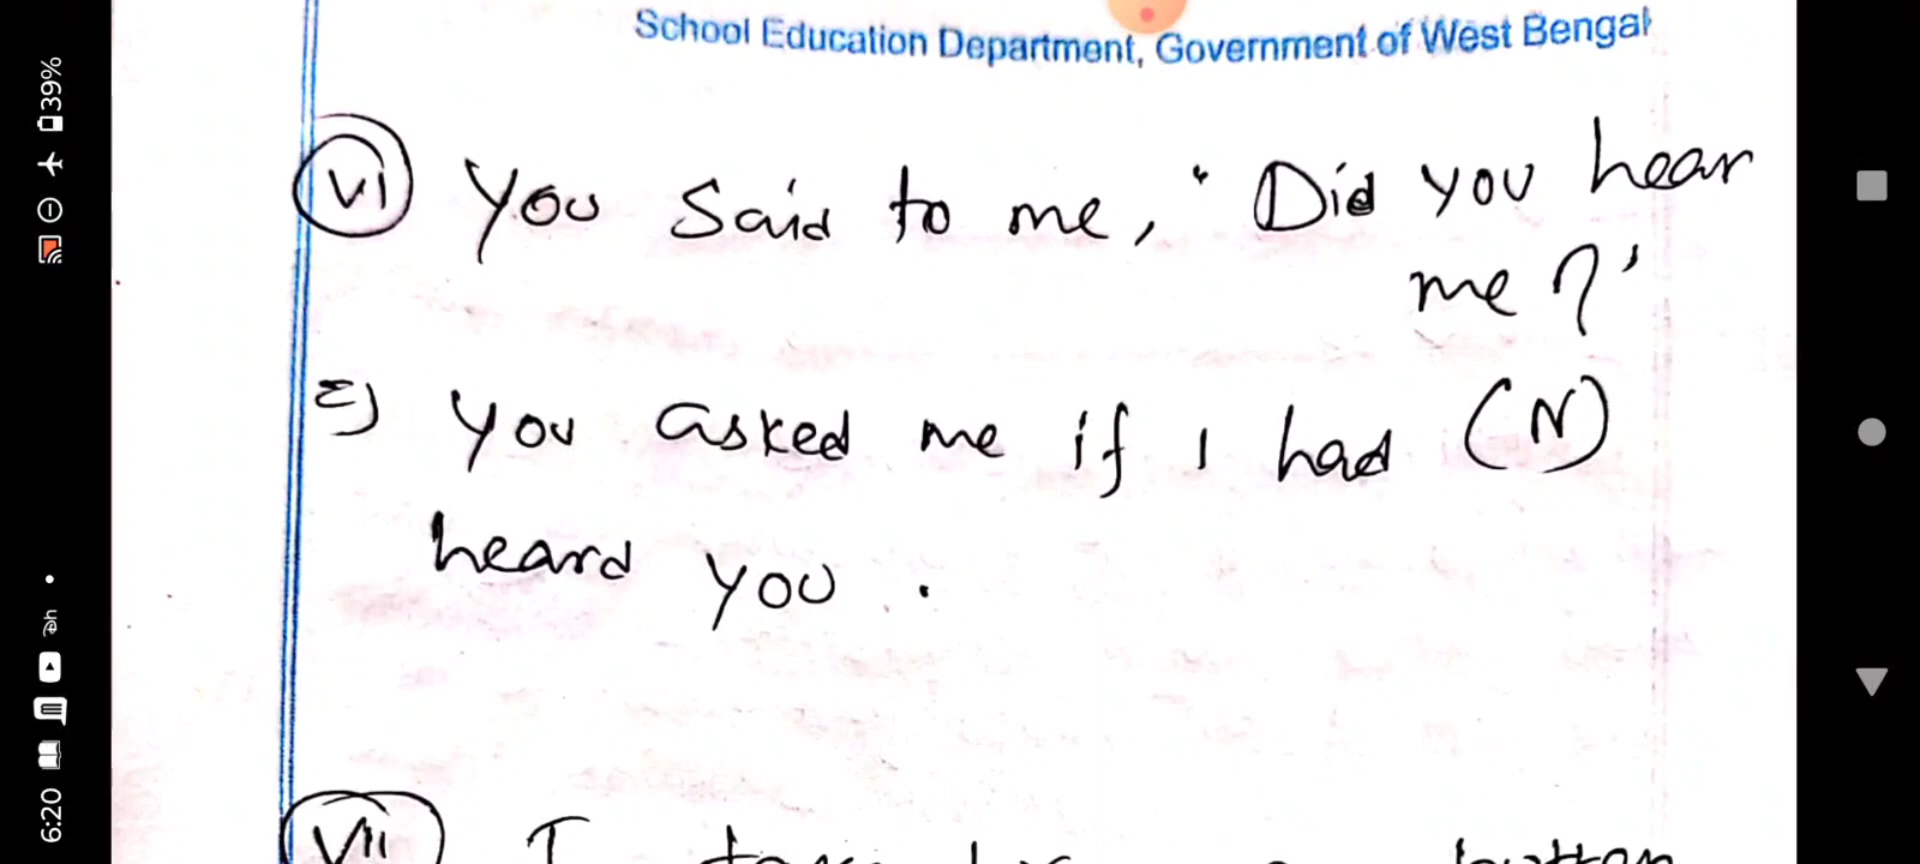 School Education Department, Government of West Bengal
(vi) You said to me, "Did you hear
me?'
=) You asked me if I had (N)
heard you.
(vii) I
39%
6:20